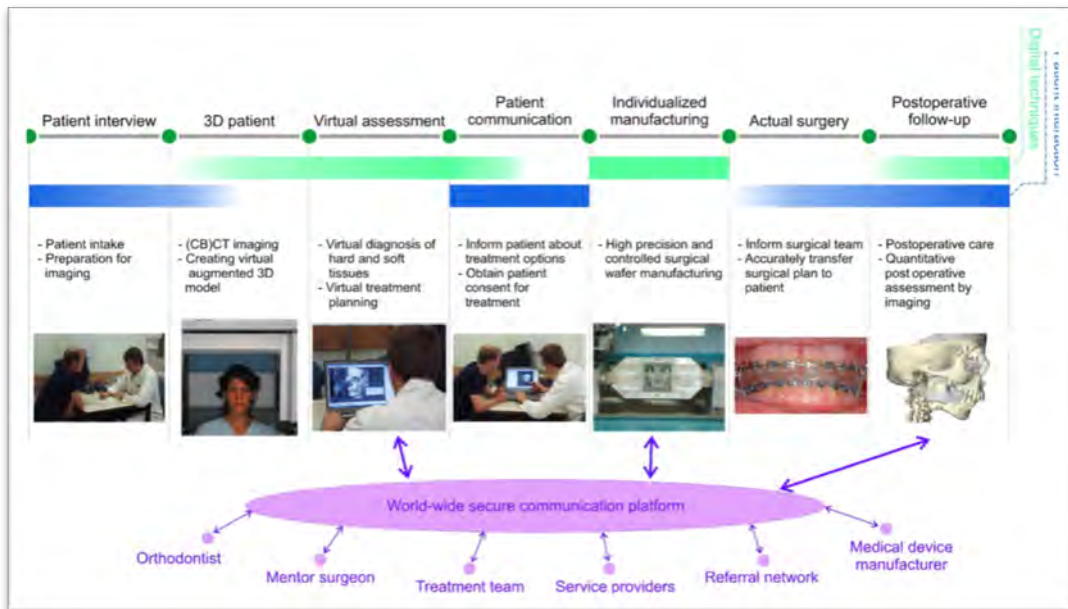 Digital techniques
Patient interview
3D patient
Virtual assessment
Patient
communication
Individualized
manufacturing
Actual surgery
Postoperative
follow-up
- Patient intake
- Preparation for
imaging
- (CB)CT imaging
- Creating virtual
augmented 3D
model
- Virtual diagnosis of
hard and soft
tissues
- Virtual treatment
planning
- Inform patient about
treatment options
- Obtain patient
consent for
treatment
- High precision and
controlled surgical
wafer manufacturing
- Inform surgical team
- Accurately transfer
surgical plan to
patient
- Postoperative care
- Quantitative
post operative
assessment by
imaging
World-wide secure communication platform
Orthodontist
Mentor surgeon
Treatment team
Service providers
Referral network
Medical device
manufacturer